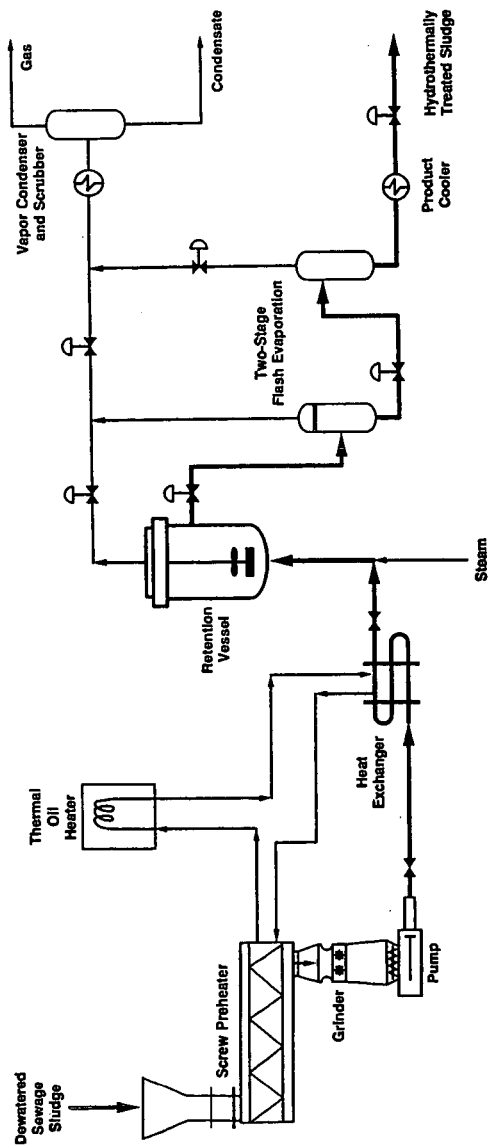 Dewatered
Sewage
Sludge
Screw Preheater
Grinder
Pump
Thermal
Oil
Heater
Heat
Exchanger
Retention
Vessel
Steam
Two-Stage
Flash Evaporation
Vapor Condenser
and Scrubber
Gas
Condensate
Product
Cooler
Hydrothermally
Treated Sludge